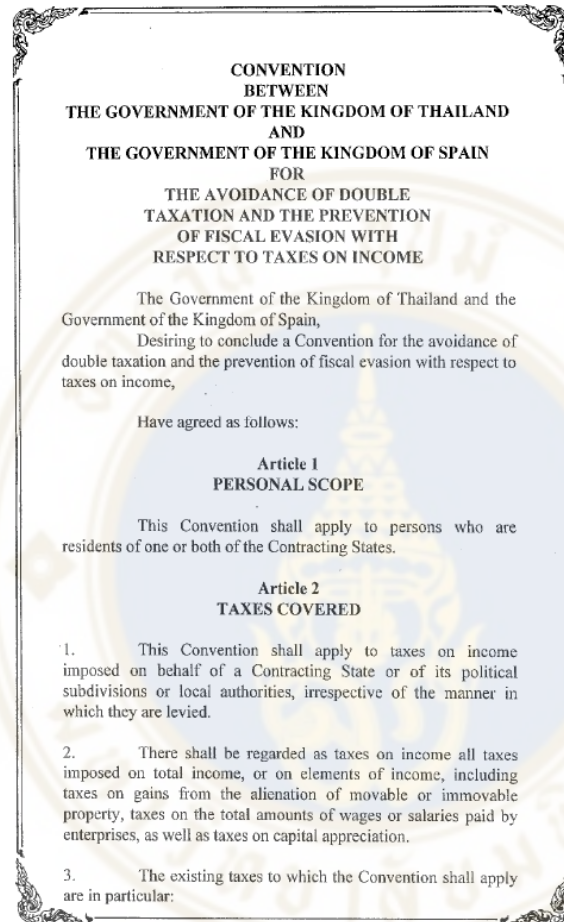 CONVENTION
BETWEEN
THE GOVERNMENT OF THE KINGDOM OF THAILAND
AND
THE GOVERNMENT OF THE KINGDOM OF SPAIN
FOR
THE AVOIDANCE OF DOUBLE
TAXATION AND THE PREVENTION
OF FISCAL EVASION WITH
RESPECT TO TAXES ON INCOME
The Government of the Kingdom of Thailand and the
Government of the Kingdom of Spain,
Desiring to conclude a Convention for the avoidance of
double taxation and the prevention of fiscal evasion with respect to
taxes on income,
Have agreed as follows:
Article 1
PERSONAL SCOPE
This Convention shall apply to persons who are
residents of one or both of the Contracting States.
Article 2
TAXES COVERED
1. This Convention shall apply to taxes on income
imposed on behalf of a Contracting State or of its political
subdivisions or local authorities, irrespective of the manner in
which they are levied.
2. There shall be regarded as taxes on income all taxes
imposed on total income, or on elements of income, including
taxes on gains from the alienation of movable or immovable
property, taxes on the total amounts of wages or salaries paid by
enterprises, as well as taxes on capital appreciation.
3. The existing taxes to which the Convention shall apply
are in particular: